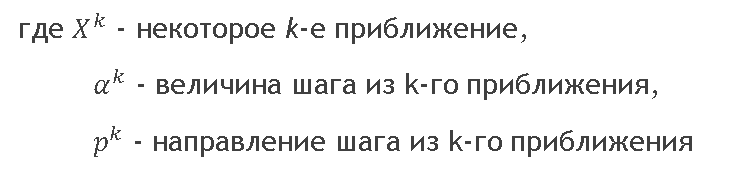 где X^k - некоторое k-е приближение,
α^k - величина шага из k-го приближения,
p^k - направление шага из k-го приближения